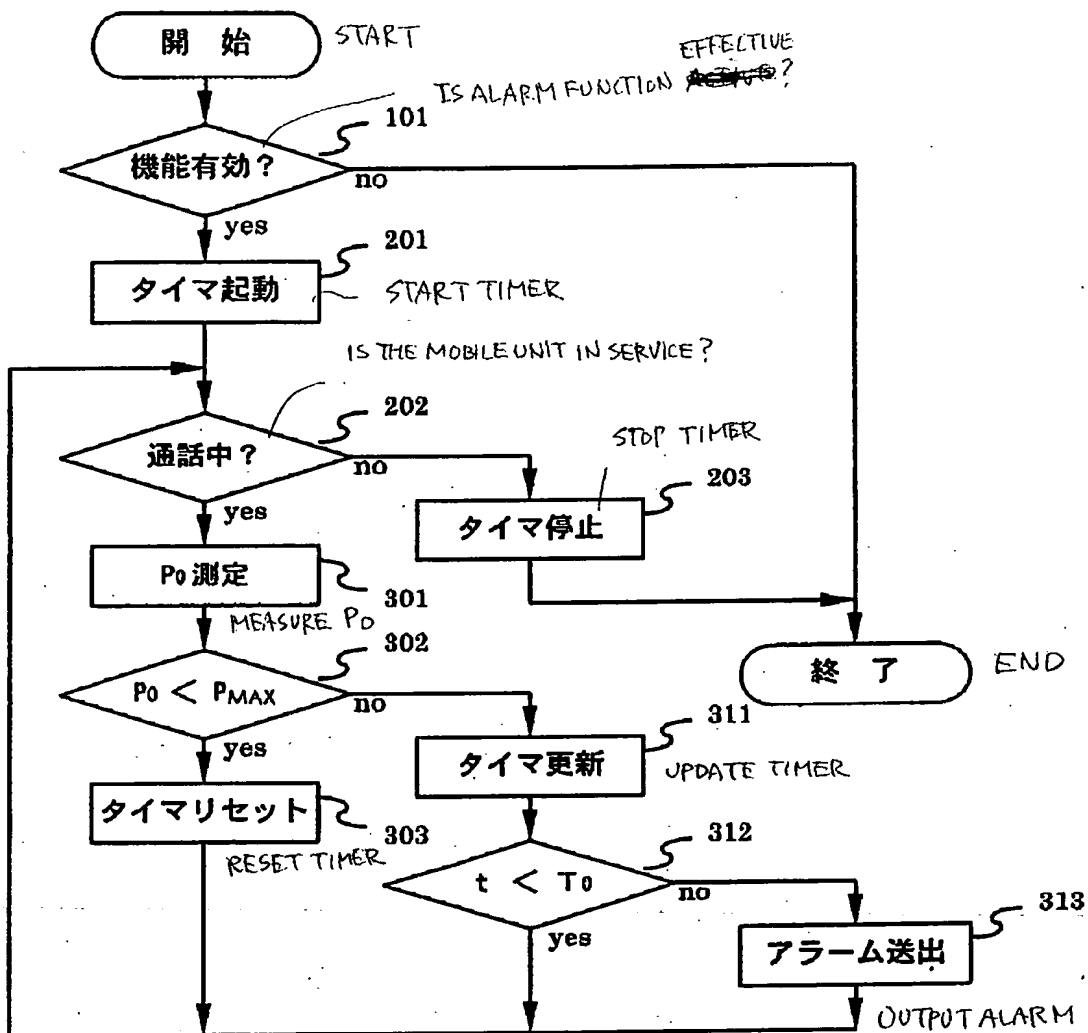 開 始
START
EFFECTIVE
IS ALARM FUNCTION ?
101
機能有効?
no
yes
201
タイマ起動
START TIMER
IS THE MOBILE UNIT IN SERVICE?
202
通話中?
no
STOP TIMER
203
yes
タイマ停止
P0 測定
301
MEASURE P0
302
終 了
END
P0 < PMAX
no
311
yes
タイマ更新
UPDATE TIMER
タイマリセット
303
312
RESET TIMER
t < T0
no
313
yes
アラーム送出
OUTPUT ALARM